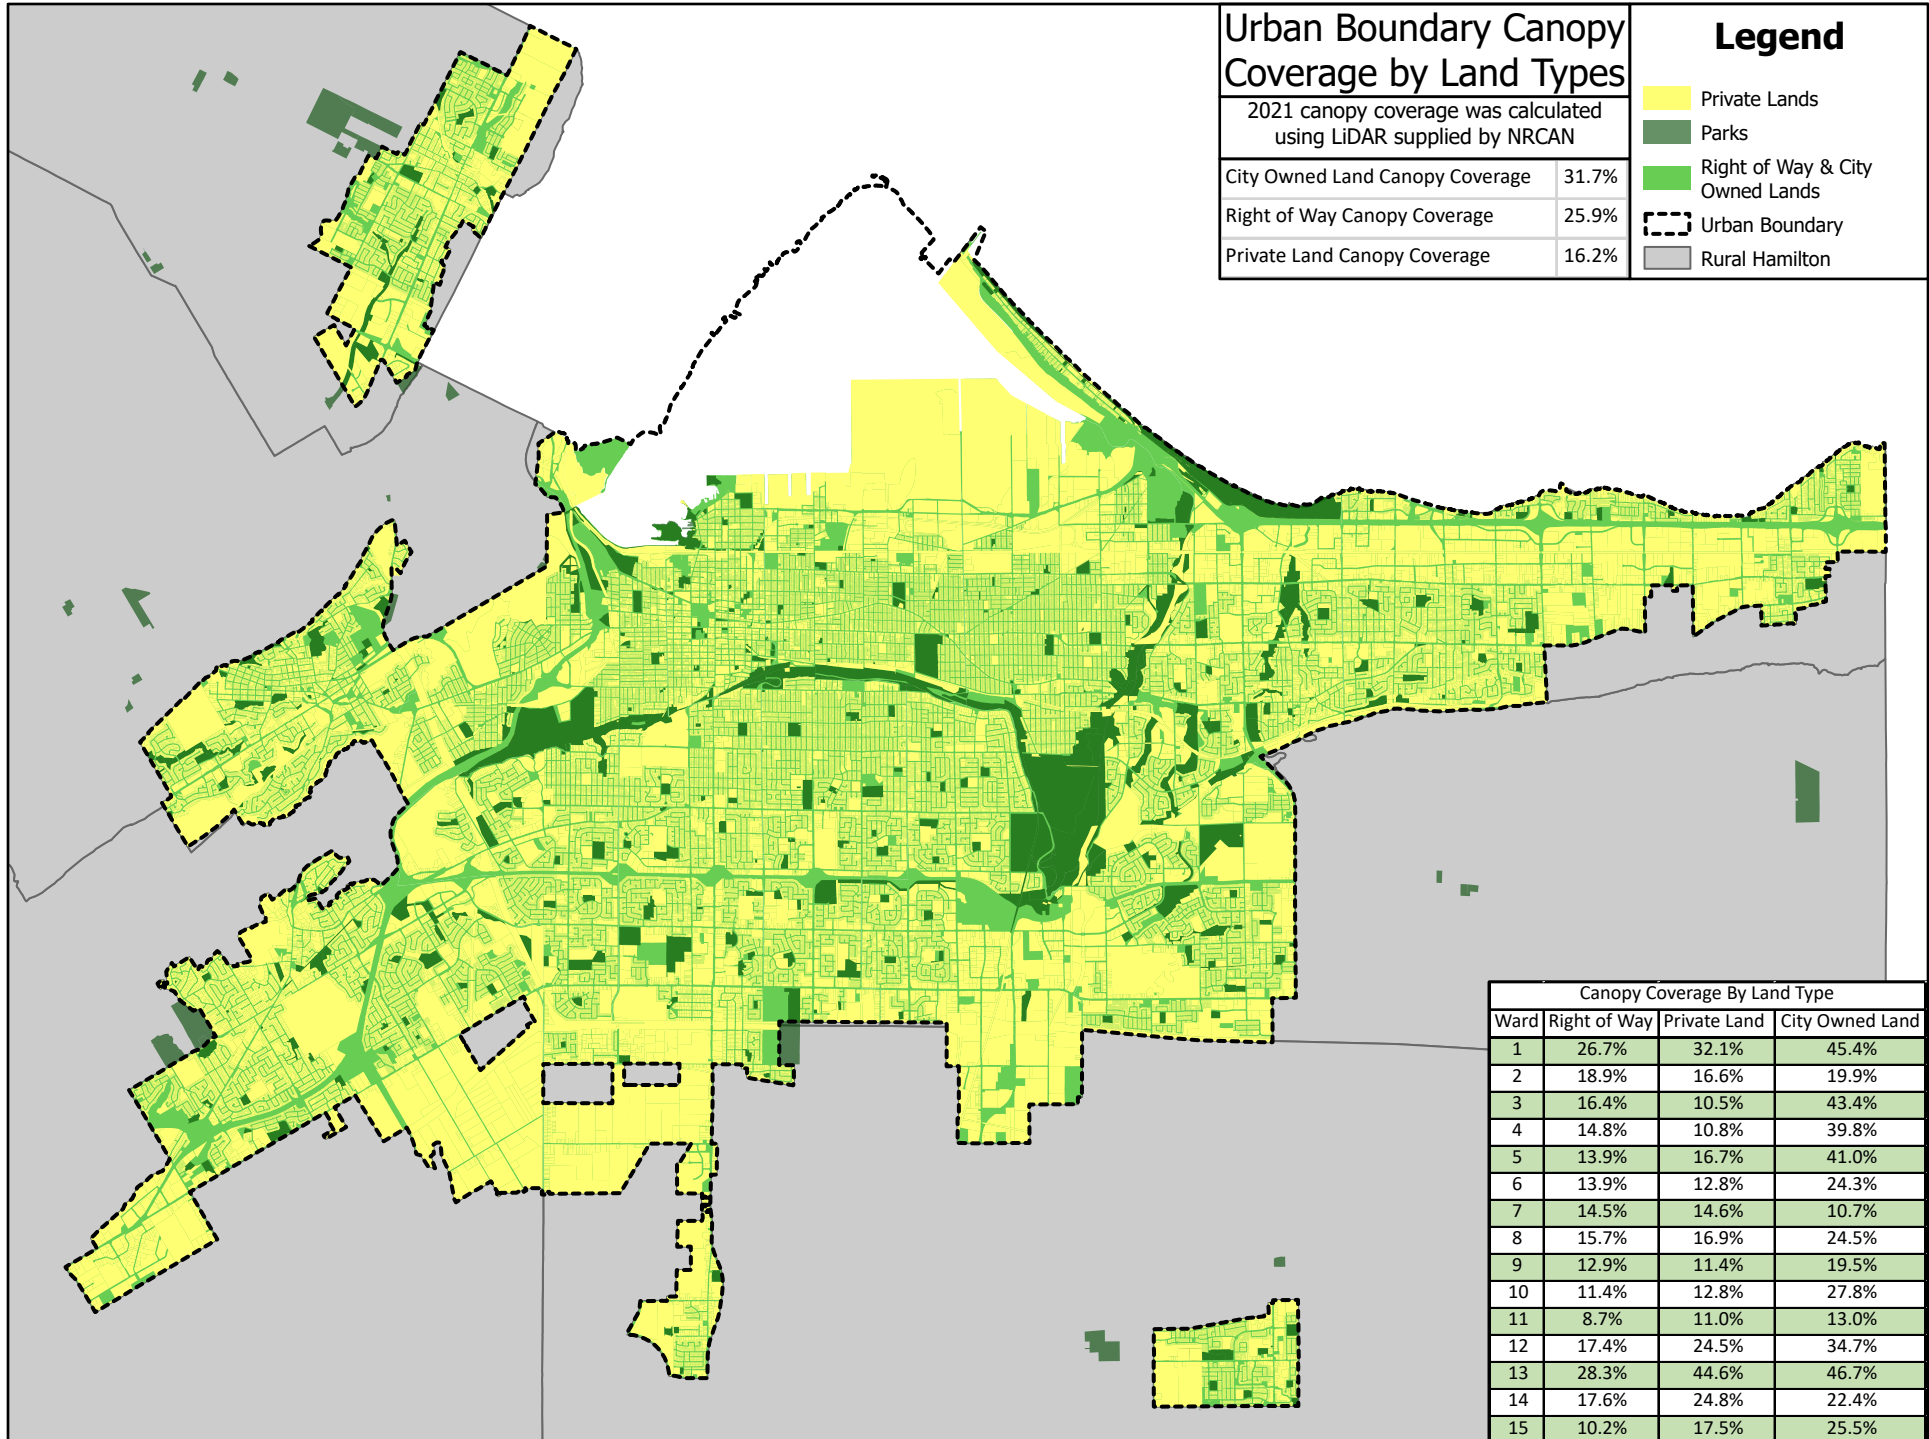 Urban Boundary Canopy
Coverage by Land Types
2021 canopy coverage was calculated
using LiDAR supplied by NRCAN
City Owned Land Canopy Coverage 31.7%
Right of Way Canopy Coverage 25.9%
Private Land Canopy Coverage 16.2%
Legend
Private Lands
Parks
Right of Way & City
Owned Lands
Urban Boundary
Rural Hamilton
Canopy Coverage By Land Type
Ward Right of Way Private Land City Owned Land
1 26.7% 32.1% 45.4%
2 18.9% 16.6% 19.9%
3 16.4% 10.5% 43.4%
4 14.8% 10.8% 39.8%
5 13.9% 16.7% 41.0%
6 13.9% 12.8% 24.3%
7 14.5% 14.6% 10.7%
8 15.7% 16.9% 24.5%
9 12.9% 11.4% 19.5%
10 11.4% 12.8% 27.8%
11 8.7% 11.0% 13.0%
12 17.4% 24.5% 34.7%
13 28.3% 44.6% 46.7%
14 17.6% 24.8% 22.4%
15 10.2% 17.5% 25.5%